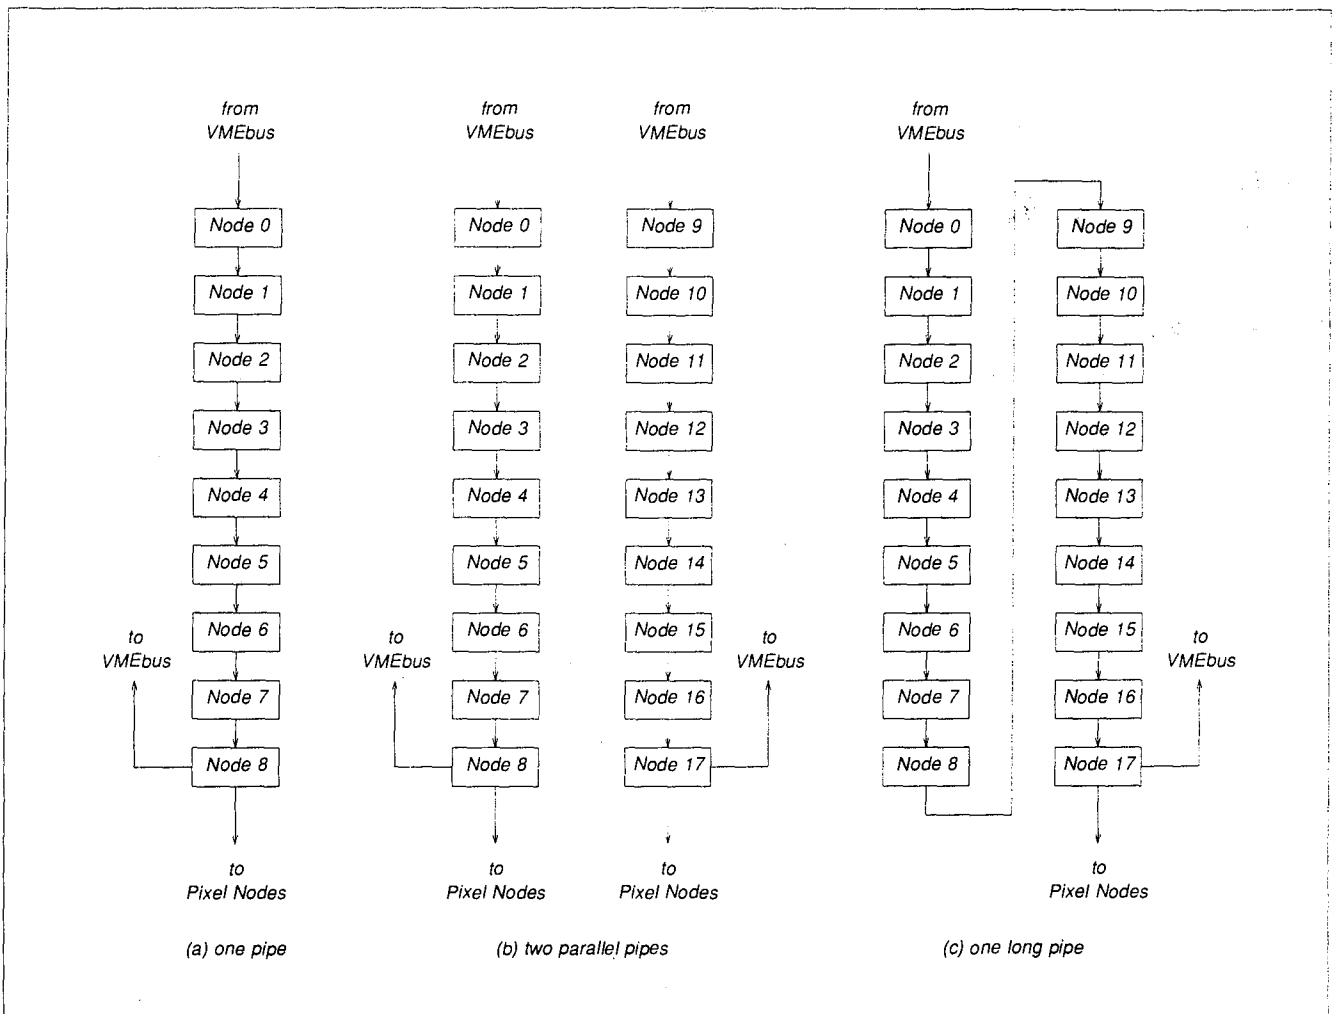 from
VMEbus
Node 0
Node 1
Node 2
Node 3
Node 4
Node 5
Node 6
Node 7
Node 8
to
VMEbus
to
Pixel Nodes
(a) one pipe
from
VMEbus
Node 0
Node 1
Node 2
Node 3
Node 4
Node 5
Node 6
Node 7
Node 8
to
VMEbus
to
Pixel Nodes
from
VMEbus
Node 9
Node 10
Node 11
Node 12
Node 13
Node 14
Node 15
Node 16
Node 17
to
VMEbus
to
Pixel Nodes
(b) two parallel pipes
from
VMEbus
Node 0
Node 1
Node 2
Node 3
Node 4
Node 5
Node 6
Node 7
Node 8
Node 9
Node 10
Node 11
Node 12
Node 13
Node 14
Node 15
Node 16
Node 17
to
VMEbus
to
Pixel Nodes
(c) one long pipe